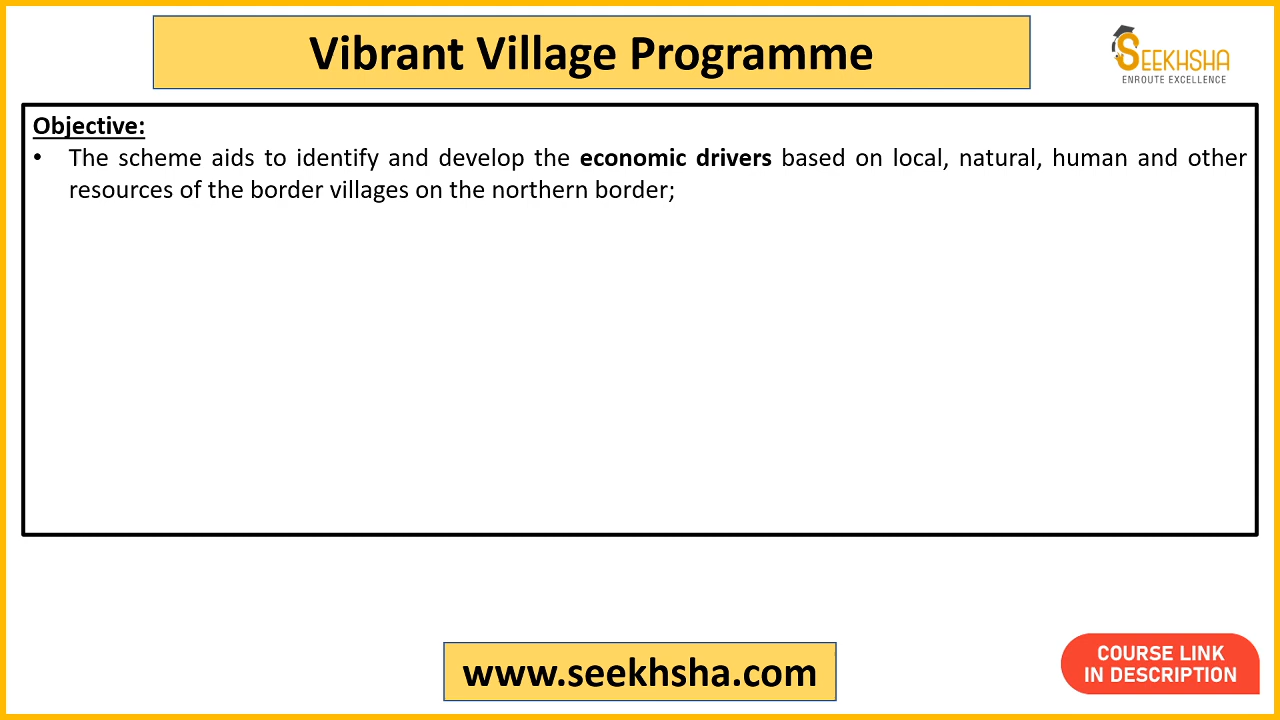 Vibrant Village Programme
SEEKHSHA
ENROUTE EXCELLENCE
Objective:
• The scheme aids to identify and develop the economic drivers based on local, natural, human and other
resources of the border villages on the northern border;
www.seekhsha.com
COURSE LINK
IN DESCRIPTION